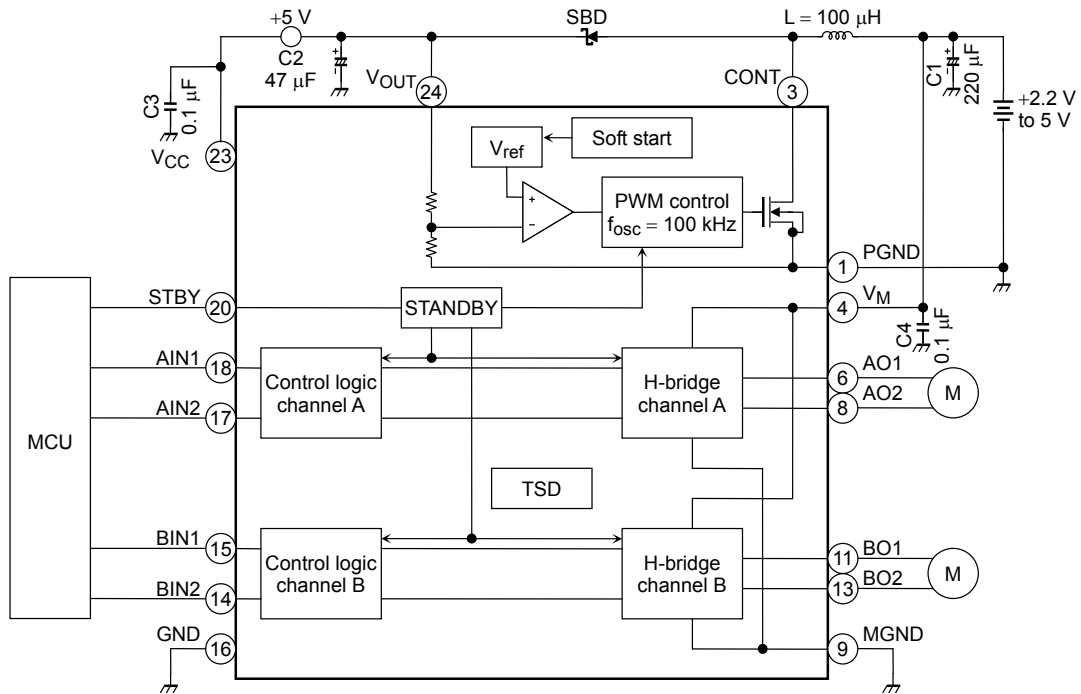 +5 V
SBD
L = 100 μH
C2
47 μF
+
-
VOUT
24
CONT
3
C1
220 μF
+
-
+2.2 V
to 5 V
C3
0.1 μF
VCC
23
Vref
Soft start
+
-
PWM control
fosc = 100 kHz
PGND
1
STBY
20
STANDBY
VM
4
C4
0.1 μF
MCU
AIN1
18
AIN2
17
Control logic
channel A
H-bridge
channel A
AO1
6
AO2
8
M
TSD
BIN1
15
BIN2
14
Control logic
channel B
H-bridge
channel B
BO1
11
BO2
13
M
GND
16
MGND
9